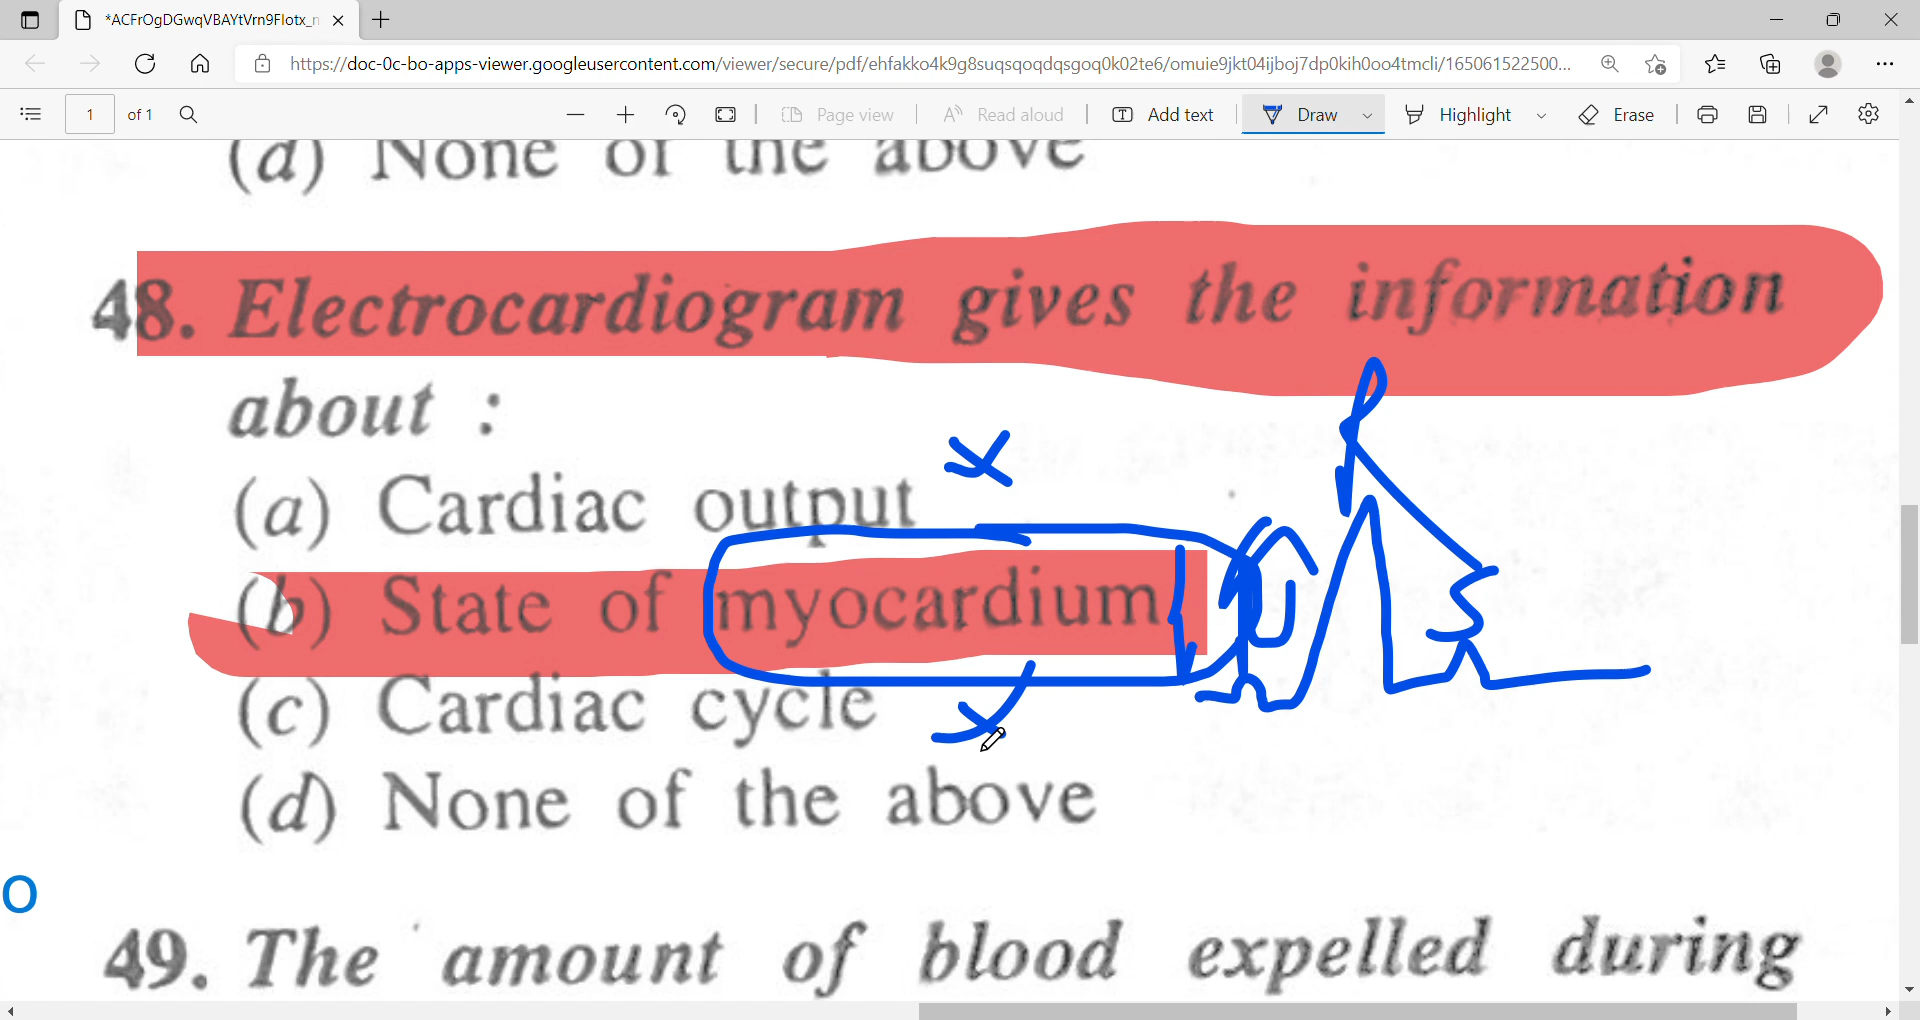 *ACFrOgDGwqVBAYtVrn9FIotx_n
https://doc-0c-bo-apps-viewer.googleusercontent.com/viewer/secure/pdf/ehfakko4k9g8suqsqoqdqsgoq0k02te6/omuie9jkt04ijboj7dp0kih0oo4tmcli/165061522500...
1 of 1 Page view Read aloud Add text Draw Highlight Erase
(d) None of the above
48. Electrocardiogram gives the information
about :
(a) Cardiac output
(b) State of myocardium
(c) Cardiac cycle
(d) None of the above
49. The amount of blood expelled during